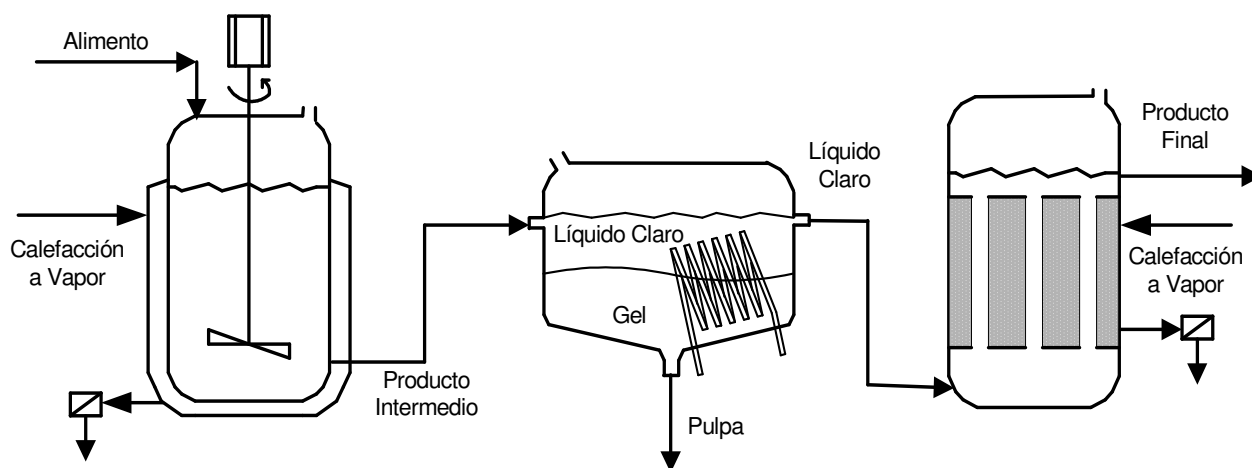 Alimento
Calefacción
a Vapor
Producto
Intermedio
Líquido Claro
Gel
Pulpa
Líquido
Claro
Producto
Final
Calefacción
a Vapor